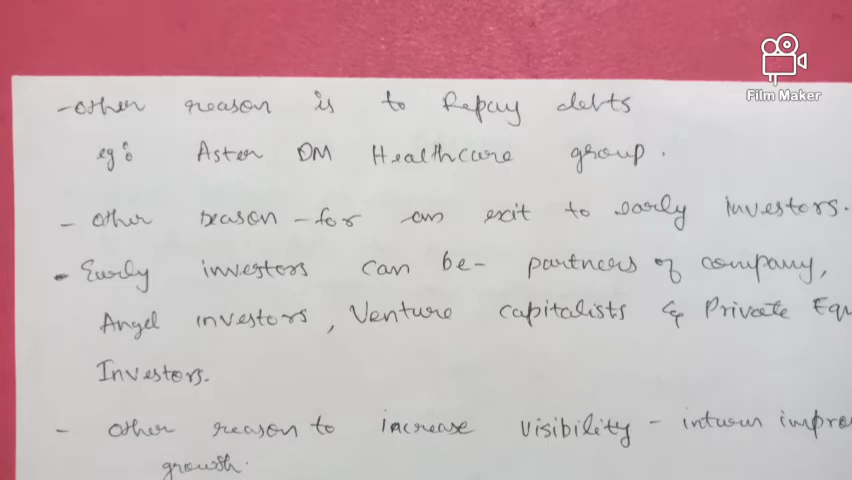 Film Maker
- other reason is to Repay debts
eg: Aster DM Healthcare group.
- other reason - for an exit to early investors.
- Early investors can be - partners of company,
Angel investors, Venture capitalists & Private Equ
Investors.
- other reason to increase visibility - inturn impro
growth.